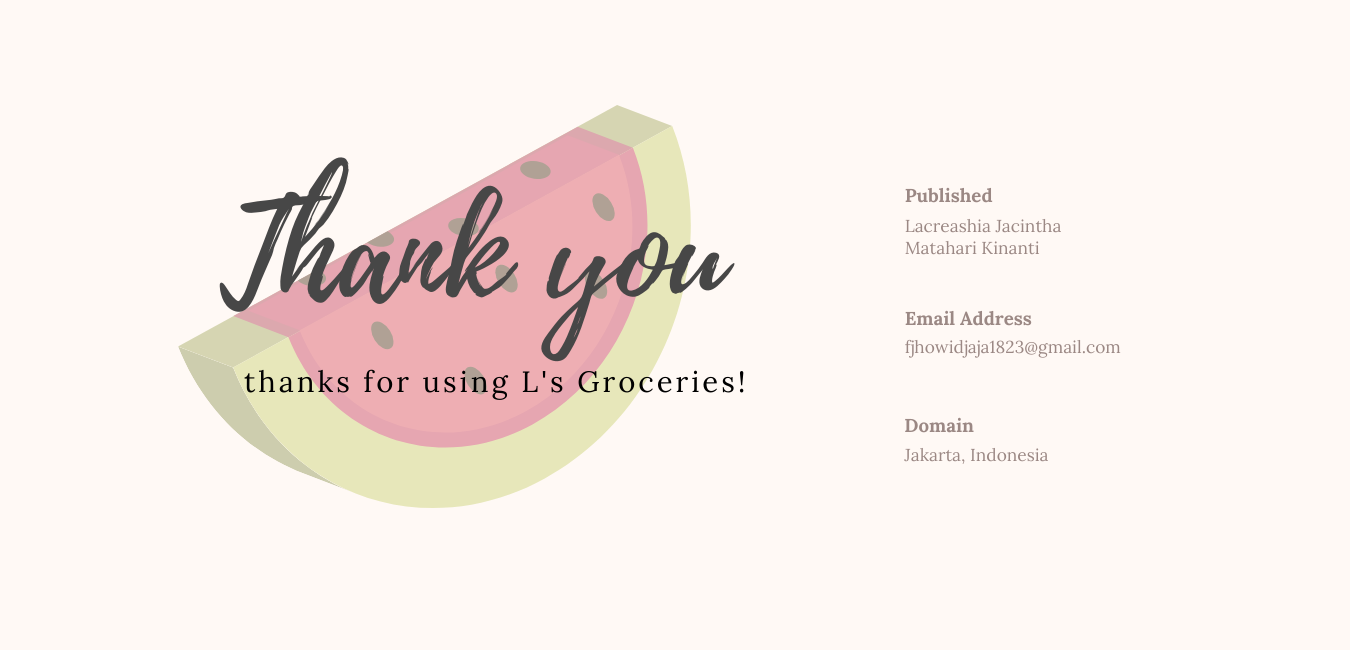 Thank you
thanks for using L's Groceries!
Published
Lacreashia Jacintha
Matahari Kinanti
Email Address
fjhowidjaja1823@gmail.com
Domain
Jakarta, Indonesia